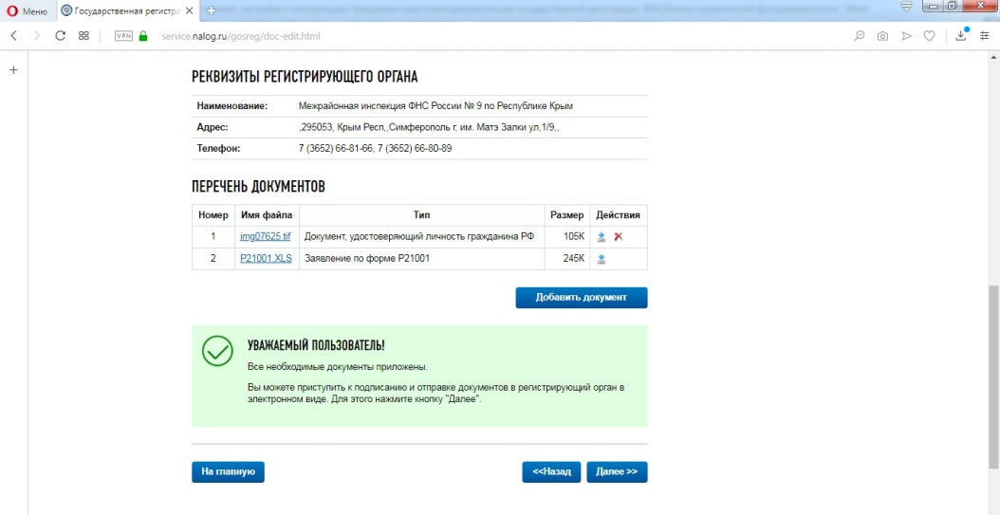 Меню
Государственная регистра
VPN
service.nalog.ru/gosreg/doc-edit.html
РЕКВИЗИТЫ РЕГИСТРИРУЮЩЕГО ОРГАНА
Наименование: Межрайонная инспекция ФНС России № 9 по Республике Крым
Адрес: ,295053, Крым Респ,,Симферополь г, им. Матэ Залки ул,1/9,,
Телефон: 7 (3652) 66-81-66, 7 (3652) 66-80-89
ПЕРЕЧЕНЬ ДОКУМЕНТОВ
Номер Имя файла Тип Размер Действия
1 img07625.tif Документ, удостоверяющий личность гражданина РФ 105K
2 P21001.XLS Заявление по форме Р21001 245K
Добавить документ
УВАЖАЕМЫЙ ПОЛЬЗОВАТЕЛЬ!
Все необходимые документы приложены.
Вы можете приступить к подписанию и отправке документов в регистрирующий орган в
электронном виде. Для этого нажмите кнопку "Далее".
На главную <<Назад Далее >>